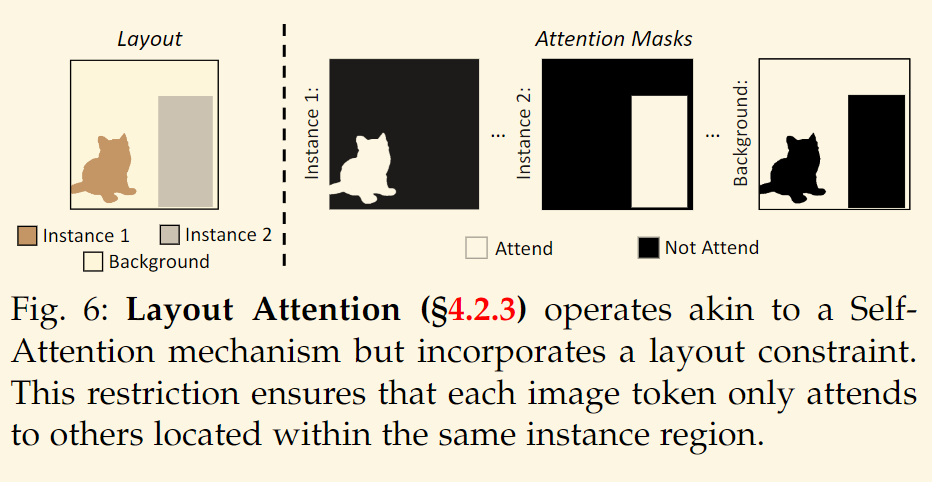 Layout
Attention Masks
Instance 1:
...
Instance 2:
...
Background:
Instance 1
Instance 2
Background
Attend
Not Attend
Fig. 6: Layout Attention (§4.2.3) operates akin to a Self-
Attention mechanism but incorporates a layout constraint.
This restriction ensures that each image token only attends
to others located within the same instance region.